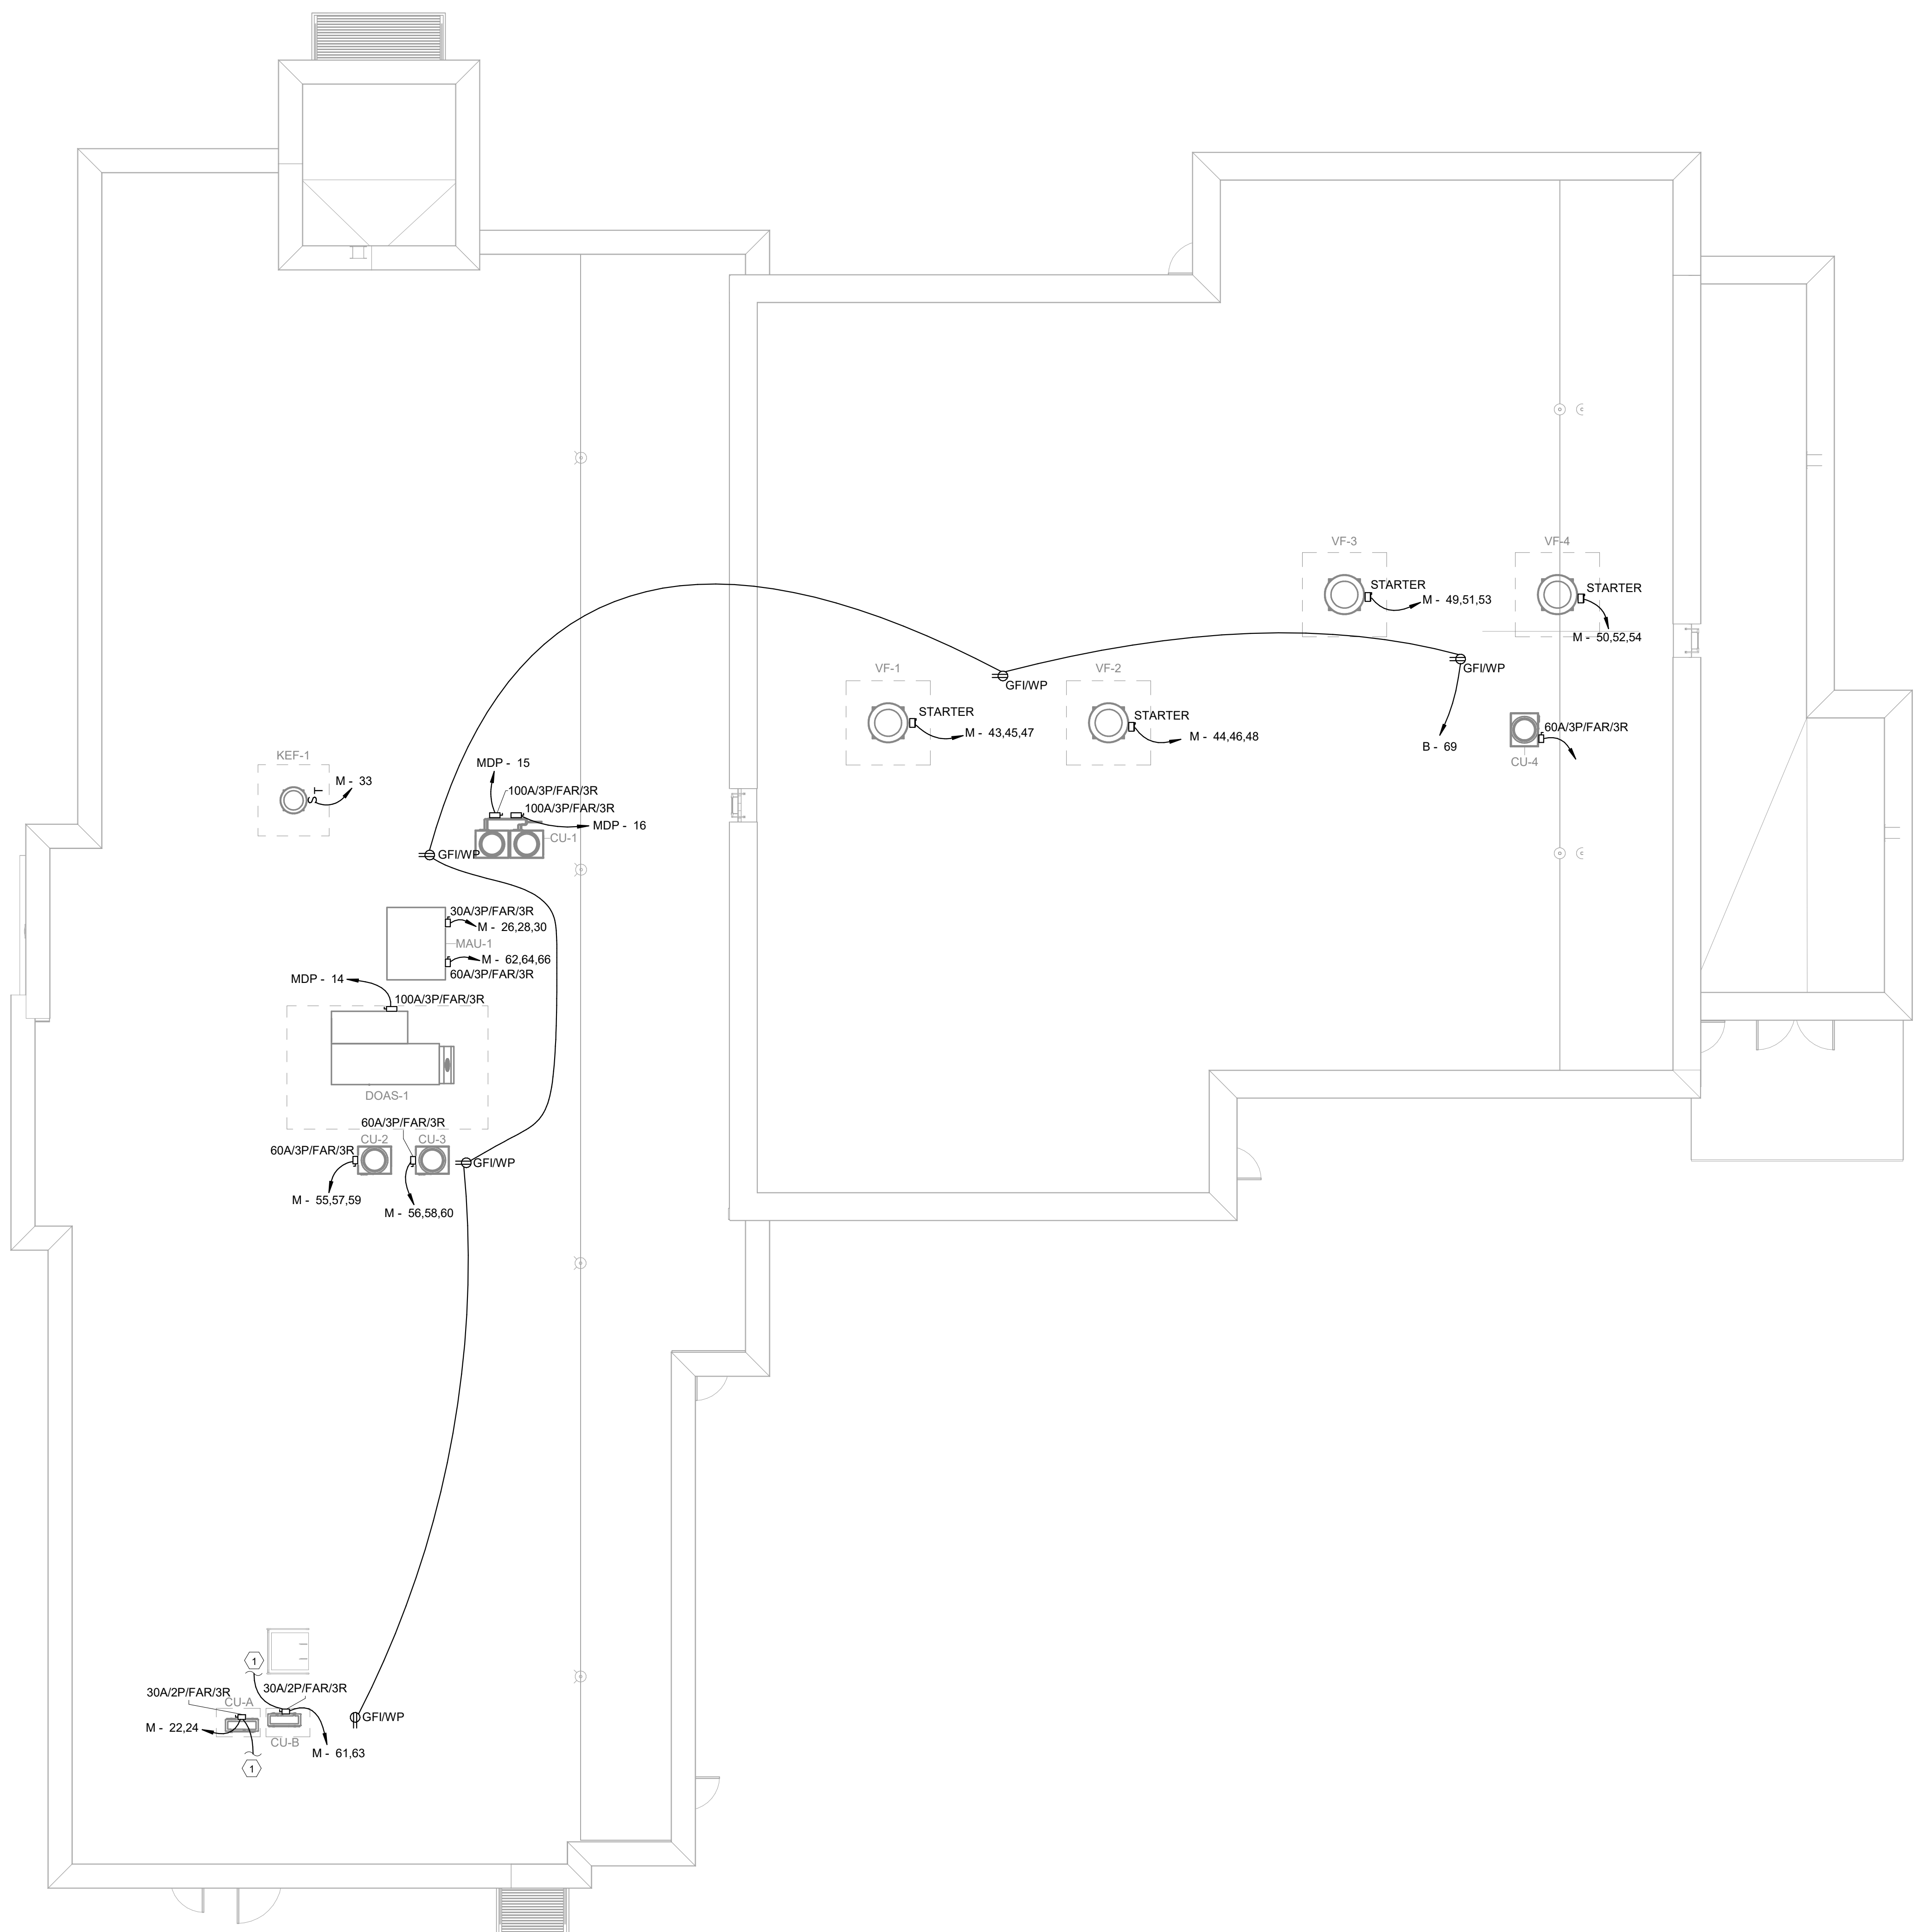 VF-3
VF-4
STARTER
M - 49,51,53
STARTER
M - 50,52,54
GFI/WP
GFI/WP
VF-1
VF-2
STARTER
M - 43,45,47
STARTER
M - 44,46,48
B - 69
60A/3P/FAR/3R
CU-4
KEF-1
M - 33
ST
MDP - 15
100A/3P/FAR/3R
100A/3P/FAR/3R
MDP - 16
CU-1
GFI/WP
30A/3P/FAR/3R
M - 26,28,30
MAU-1
M - 62,64,66
60A/3P/FAR/3R
MDP - 14
100A/3P/FAR/3R
DOAS-1
60A/3P/FAR/3R
CU-2
CU-3
60A/3P/FAR/3R
GFI/WP
M - 55,57,59
M - 56,58,60
1
30A/2P/FAR/3R
30A/2P/FAR/3R
CU-A
GFI/WP
M - 22,24
CU-B
M - 61,63
1